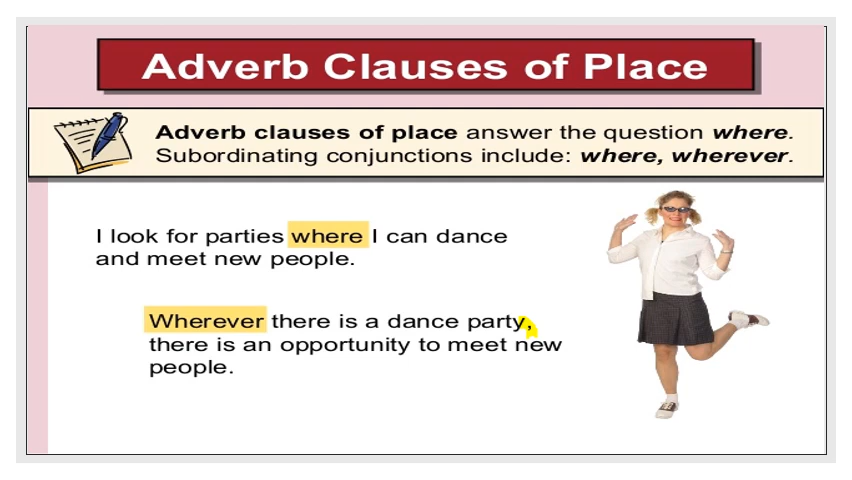 Adverb Clauses of Place
Adverb clauses of place answer the question where.
Subordinating conjunctions include: where, wherever.
I look for parties where I can dance
and meet new people.
Wherever there is a dance party,
there is an opportunity to meet new
people.